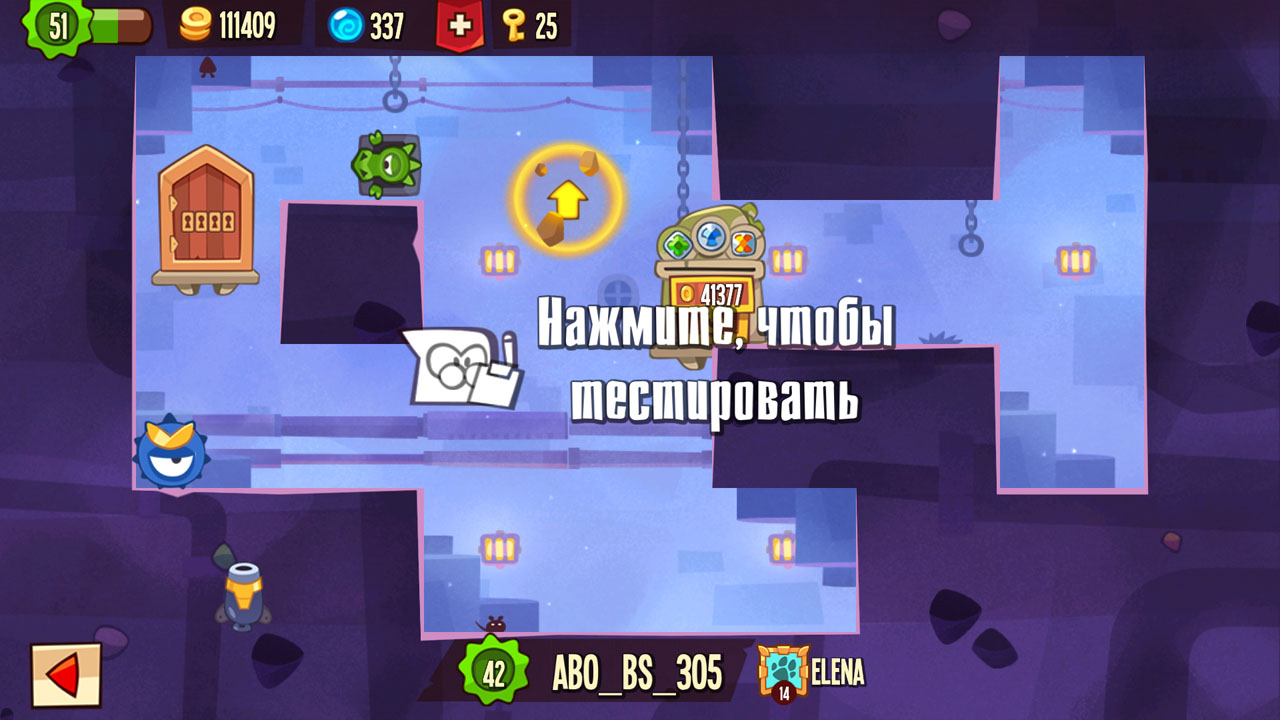 51
111409
337
25
41377
Нажмите, чтобы
тестировать
42
ABO_BS_305
14
ELENA